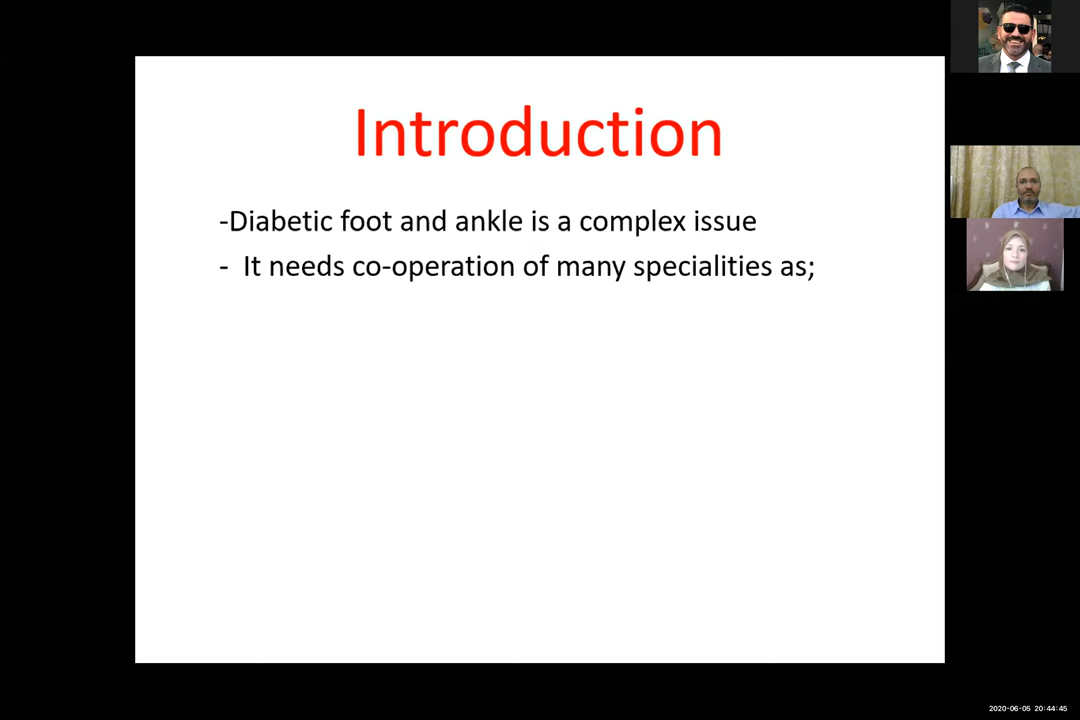 Introduction
-Diabetic foot and ankle is a complex issue
- It needs co-operation of many specialities as;
2020-06-05 20:44:45